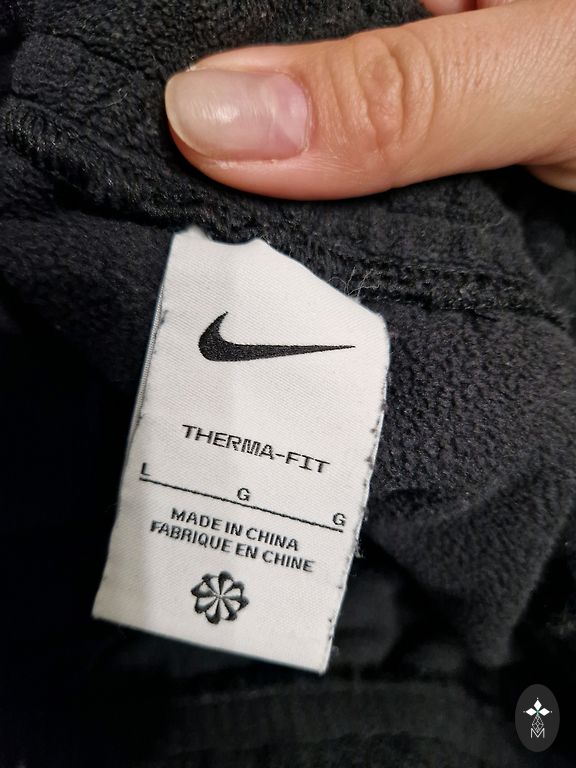 THERMA-FIT
L G G
MADE IN CHINA
FABRIQUE EN CHINE